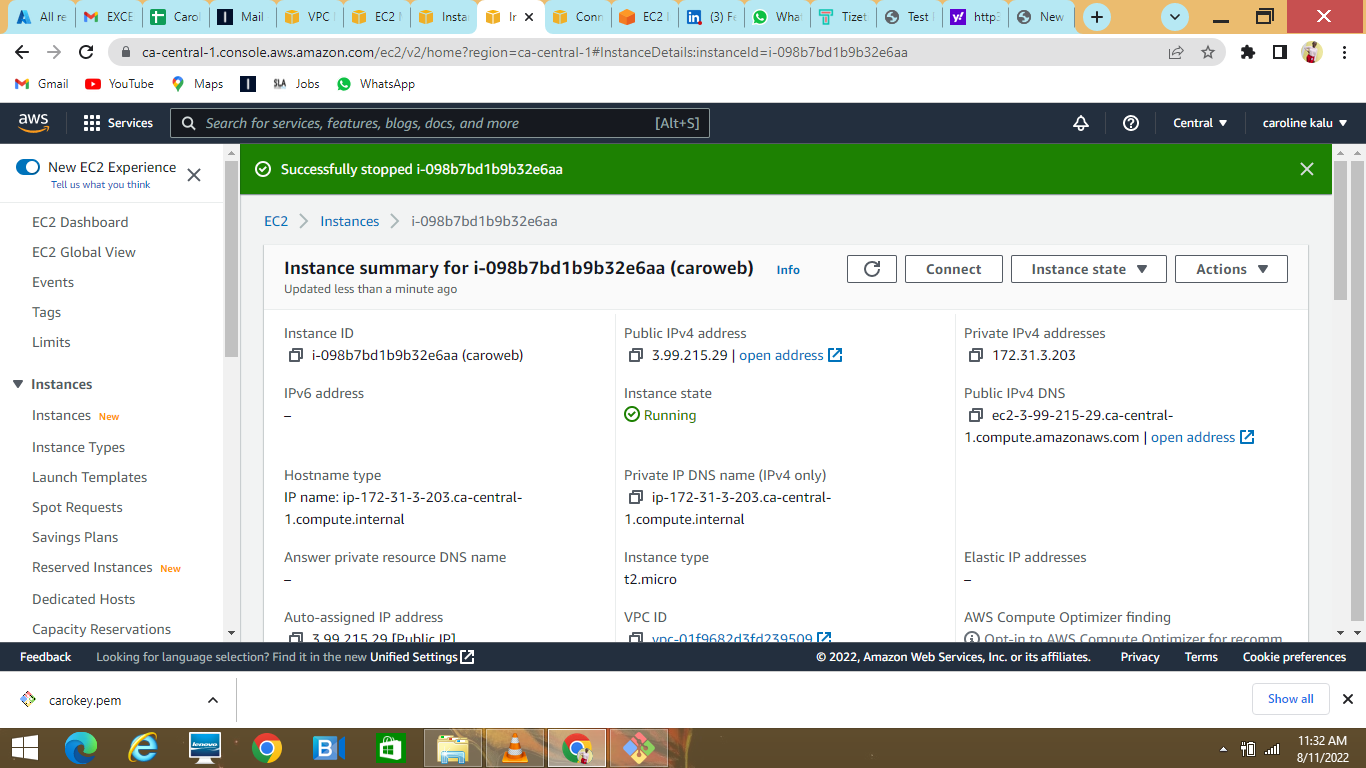 All re
EXCE
Carol
Mail
VPC
EC2 M
Instan
In
Conn
EC2
(3) Fe
What
Tizet
Test
http:
New
ca-central-1.console.aws.amazon.com/ec2/v2/home?region=ca-central-1#InstanceDetails:instanceId=i-098b7bd1b9b32e6aa
Gmail YouTube Maps SLA Jobs WhatsApp
aws Services Search for services, features, blogs, docs, and more [Alt+S] Central caroline kalu
New EC2 Experience
Tell us what you think
EC2 Dashboard
EC2 Global View
Events
Tags
Limits
Instances
Instances New
Instance Types
Launch Templates
Spot Requests
Savings Plans
Reserved Instances New
Dedicated Hosts
Capacity Reservations
Successfully stopped i-098b7bd1b9b32e6aa
EC2 Instances i-098b7bd1b9b32e6aa
Instance summary for i-098b7bd1b9b32e6aa (caroweb) Info
Updated less than a minute ago
Connect Instance state Actions
Instance ID
i-098b7bd1b9b32e6aa (caroweb)
Public IPv4 address
3.99.215.29 | open address
Private IPv4 addresses
172.31.3.203
IPv6 address
–
Instance state
Running
Public IPv4 DNS
ec2-3-99-215-29.ca-central-
1.compute.amazonaws.com | open address
Hostname type
IP name: ip-172-31-3-203.ca-central-
1.compute.internal
Private IP DNS name (IPv4 only)
ip-172-31-3-203.ca-central-
1.compute.internal
Answer private resource DNS name
–
Instance type
t2.micro
Elastic IP addresses
–
Auto-assigned IP address
3.99.215.29 [Public IP]
VPC ID
vpc-01f9682d3fd239509
AWS Compute Optimizer finding
Opt-in to AWS Compute Optimizer for recomm
Feedback Looking for language selection? Find it in the new Unified Settings © 2022, Amazon Web Services, Inc. or its affiliates. Privacy Terms Cookie preferences
carokey.pem
Show all
lenovo
B
11:32 AM
8/11/2022